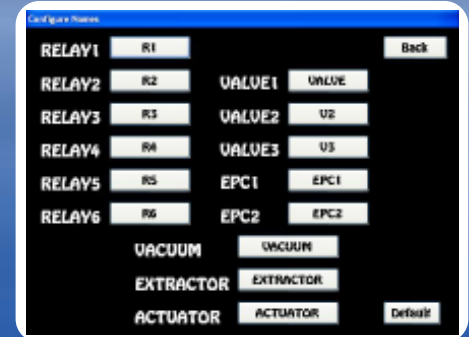 Configure Names
RELAY1 R1 Back
RELAY2 R2 VALVE1 VALVE
RELAY3 R3 VALVE2 V2
RELAY4 R4 VALVE3 V3
RELAY5 R5 EPC1 EPC1
RELAY6 R6 EPC2 EPC2
VACUUM VACUUM
EXTRACTOR EXTRACTOR
ACTUATOR ACTUATOR Default